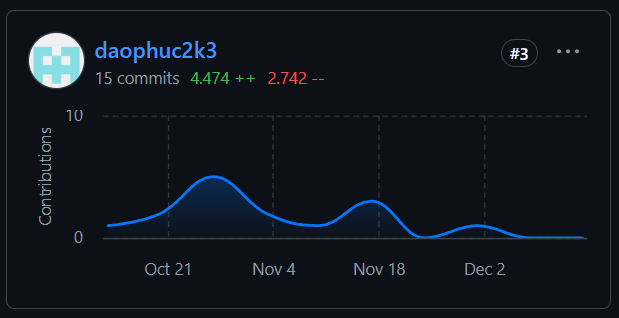 daophuc2k3
#3
15 commits 4.474 ++ 2.742 --
Contributions
10
0
Oct 21 Nov 4 Nov 18 Dec 2